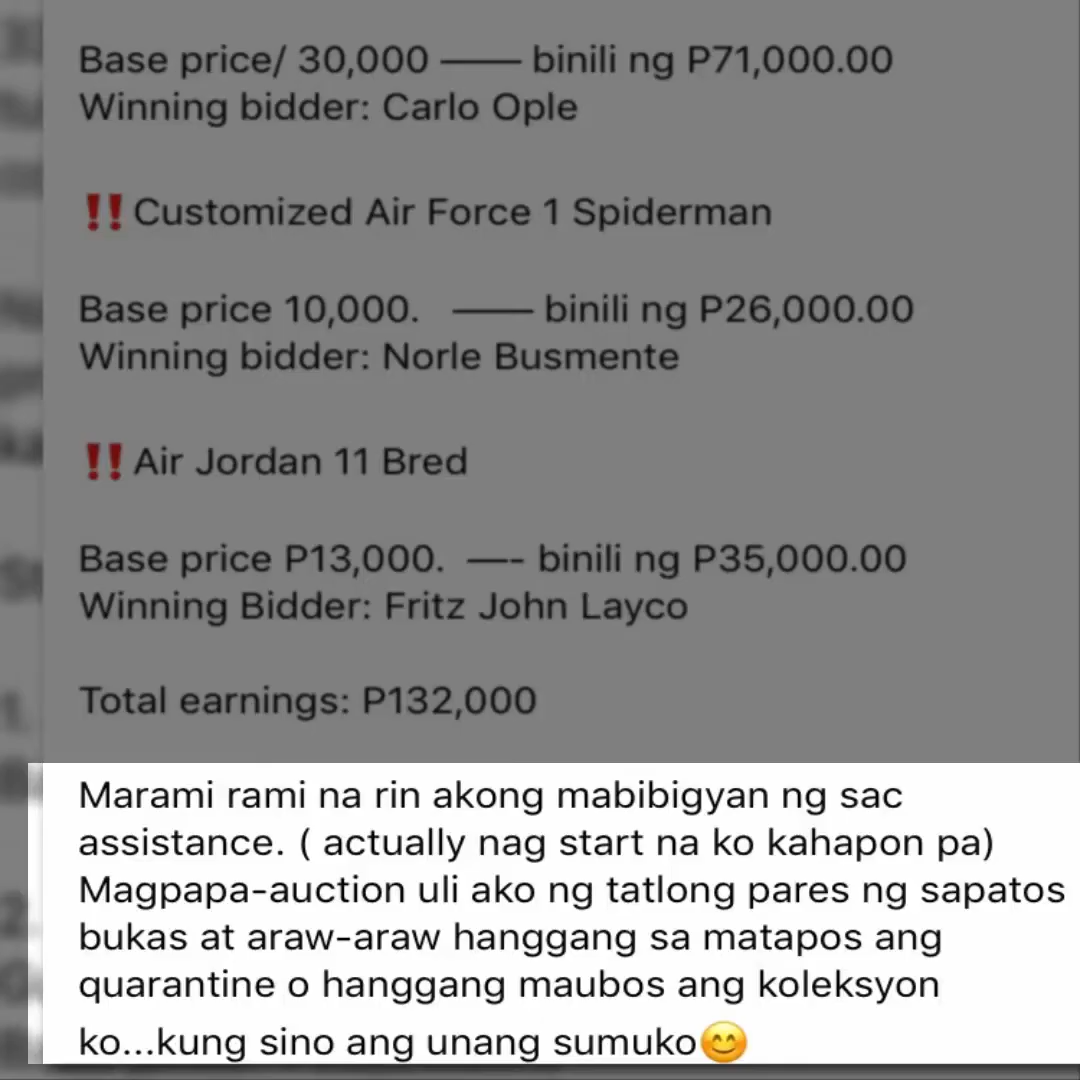 Base price/ 30,000 —— binili ng P71,000.00
Winning bidder: Carlo Ople
‼️Customized Air Force 1 Spiderman
Base price 10,000. —— binili ng P26,000.00
Winning bidder: Norle Busmente
‼️Air Jordan 11 Bred
Base price P13,000. —- binili ng P35,000.00
Winning Bidder: Fritz John Layco
Total earnings: P132,000
Marami rami na rin akong mabibigyan ng sac
assistance. ( actually nag start na ko kahapon pa)
Magpapa-auction uli ako ng tatlong pares ng sapatos
bukas at araw-araw hanggang sa matapos ang
quarantine o hanggang maubos ang koleksyon
ko...kung sino ang unang sumuko😊